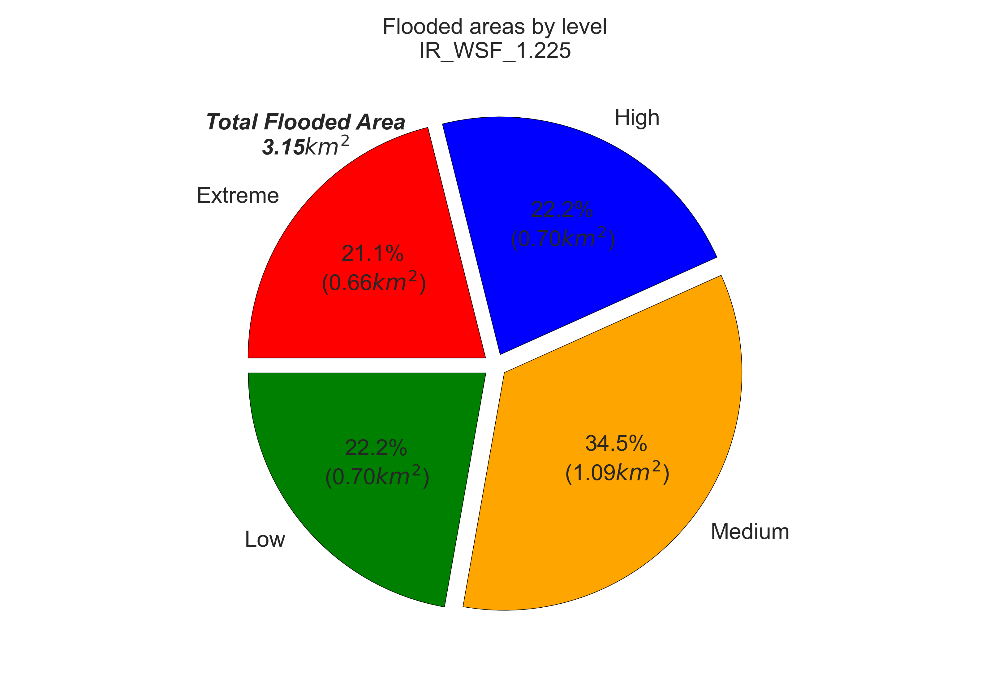 Flooded areas by level
IR_WSF_1.225
Total Flooded Area
3.15km²
High
Extreme
22.2%
(0.70km²)
21.1%
(0.66km²)
22.2%
(0.70km²)
34.5%
(1.09km²)
Low
Medium